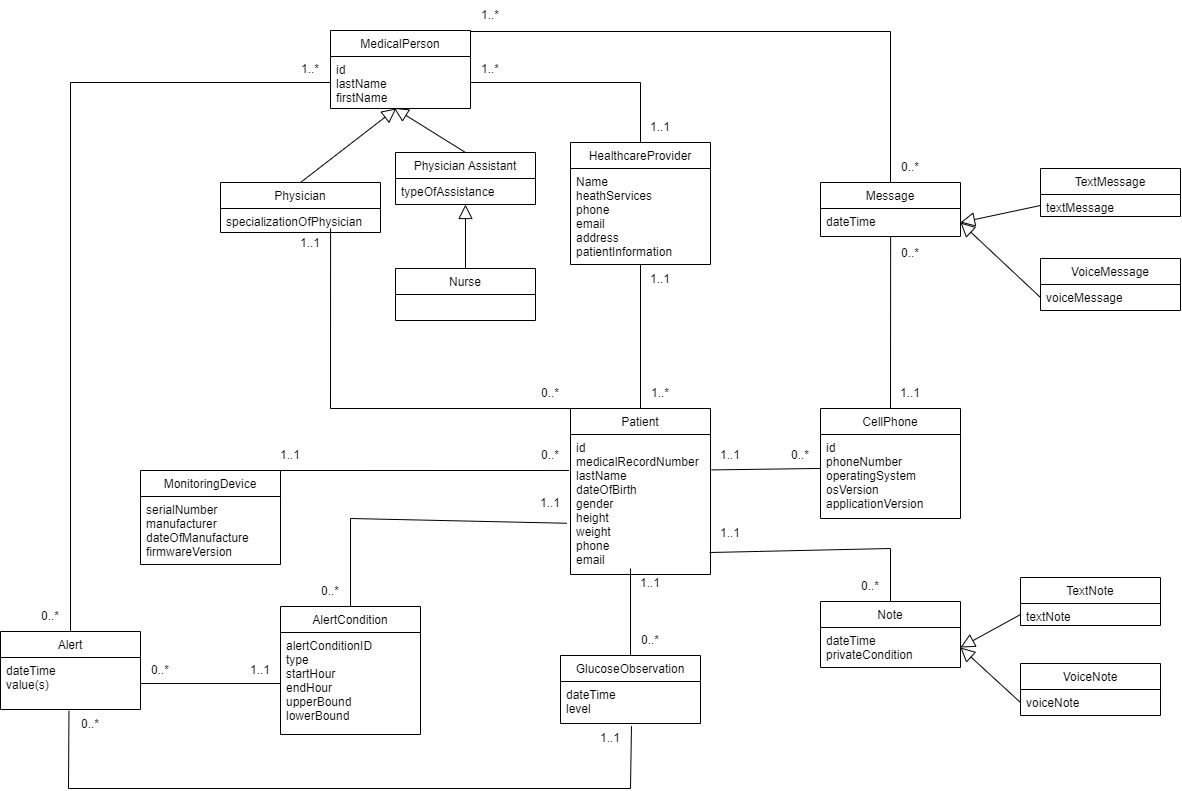 1..*
MedicalPerson
1..*
1..*
id
lastName
firstName
1..1
HealthcareProvider
Physician Assistant
0..*
Name
heathServices
phone
email
address
patientInformation
typeOfAssistance
Physician
specializationOfPhysician
Message
dateTime
TextMessage
textMessage
1..1
0..*
VoiceMessage
voiceMessage
Nurse
1..1
0..*
1..*
1..1
Patient
id
medicalRecordNumber
lastName
dateOfBirth
gender
height
weight
phone
email
CellPhone
id
phoneNumber
operatingSystem
osVersion
applicationVersion
1..1
0..*
1..1
0..*
MonitoringDevice
serialNumber
manufacturer
dateOfManufacture
firmwareVersion
1..1
1..1
0..*
1..1
0..*
0..*
AlertCondition
alertConditionID
type
startHour
endHour
upperBound
lowerBound
Note
dateTime
privateCondition
TextNote
textNote
Alert
dateTime
value(s)
0..*
1..1
0..*
GlucoseObservation
dateTime
level
VoiceNote
voiceNote
0..*
1..1